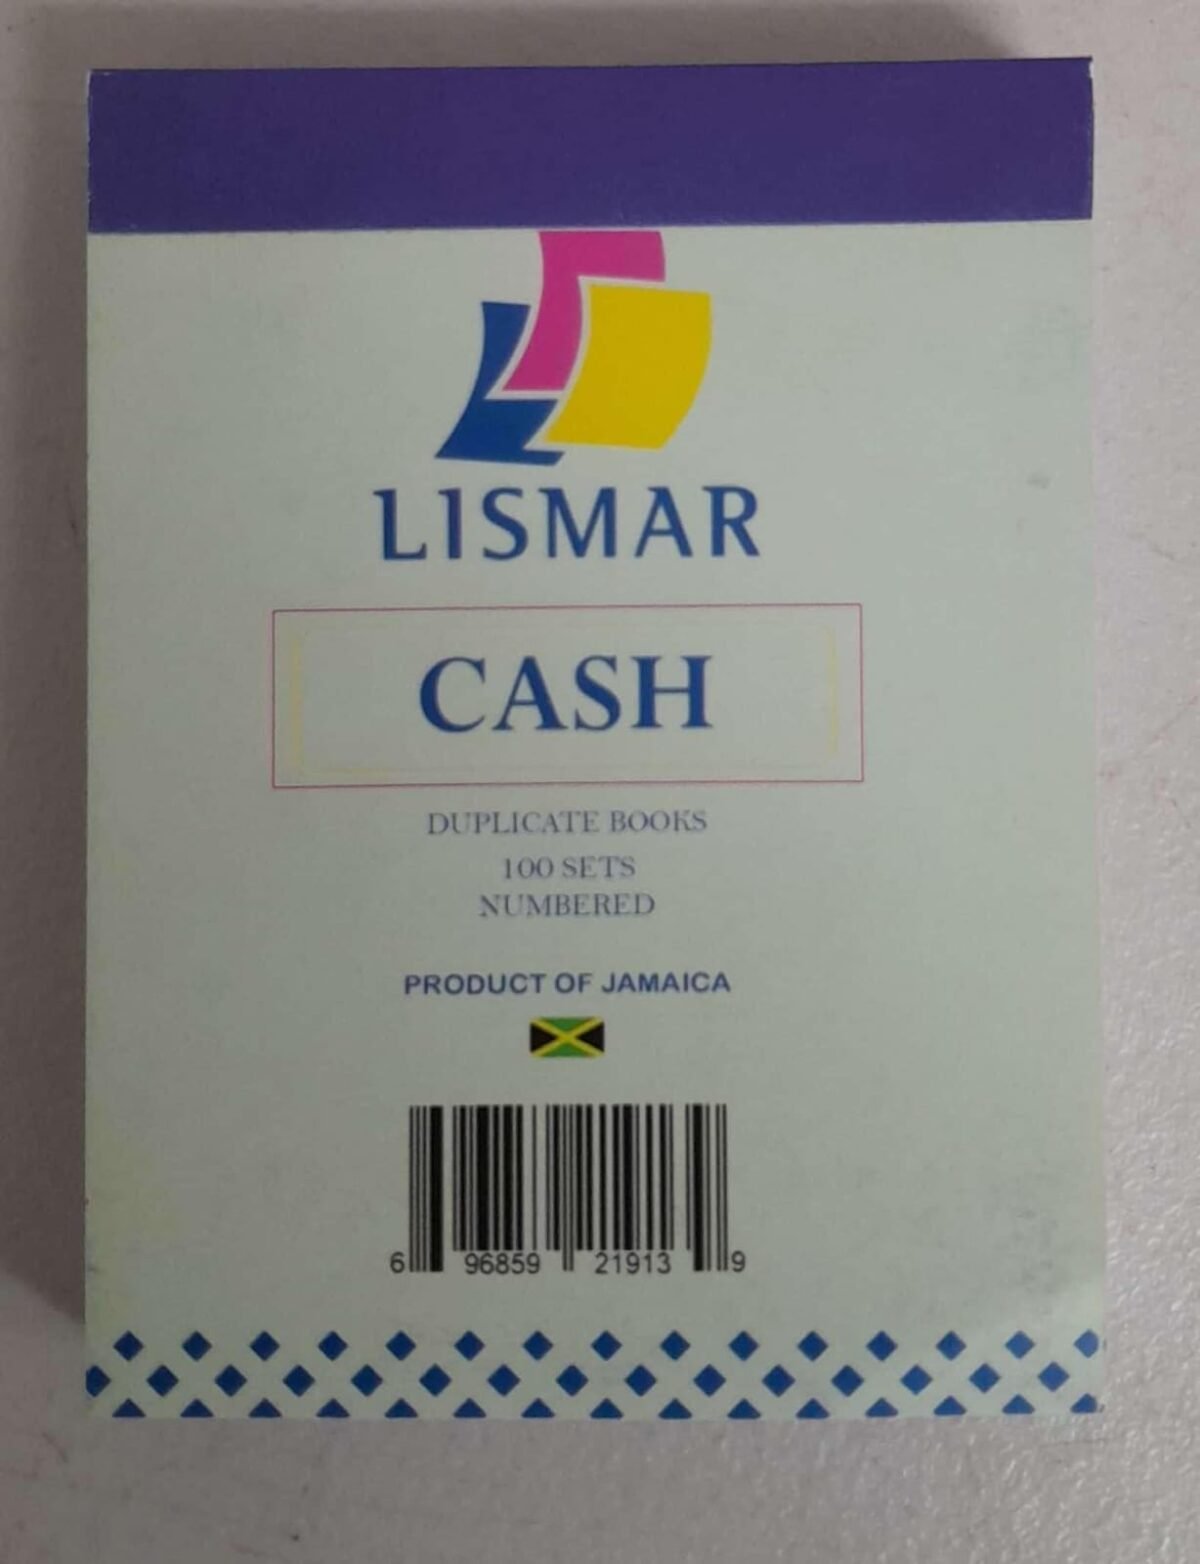 LISMAR
CASH
DUPLICATE BOOKS
100 SETS
NUMBERED
PRODUCT OF JAMAICA
6 96859 21913 9